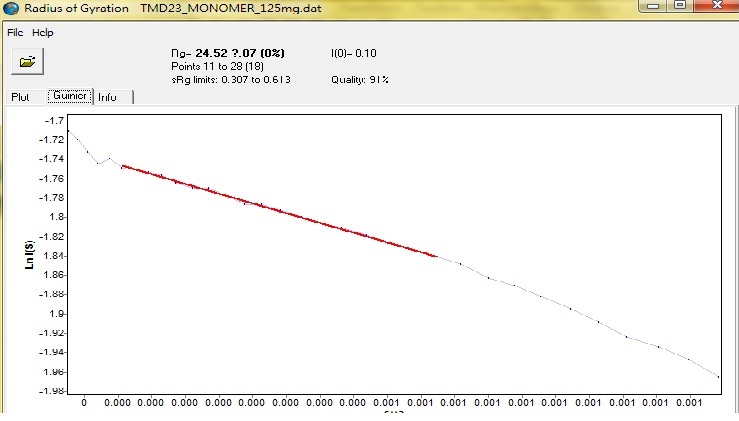 Radius of Gyration TMD23_MONOMER_125mg.dat
File Help
Rg= 24.52 ?.07 (0%) I(0)= 0.10
Points 11 to 28 (18)
sRg limits: 0.307 to 0.613 Quality: 91%
Plot Guinier Info
-1.7
-1.72
-1.74
-1.76
-1.78
-1.8
-1.82
-1.84
-1.86
-1.88
-1.9
-1.92
-1.94
-1.96
-1.98
Ln I(S)
0 0.000 0.000 0.000 0.000 0.000 0.000 0.000 0.000 0.001 0.001 0.001 0.001 0.001 0.001 0.001 0.001 0.001 0.001